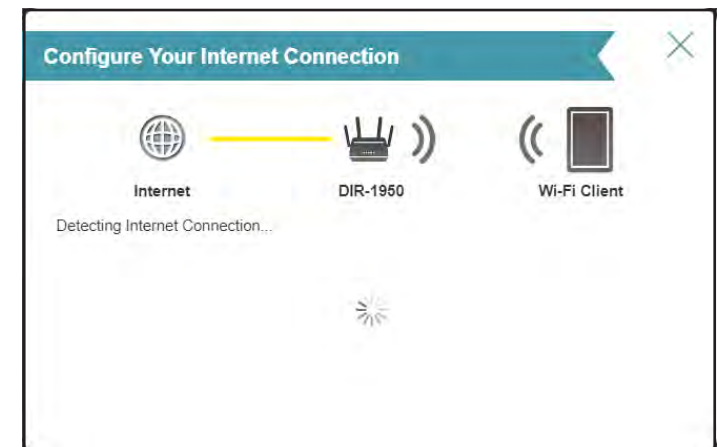 Configure Your Internet Connection
Internet
DIR-1950
Wi-Fi Client
Detecting Internet Connection...